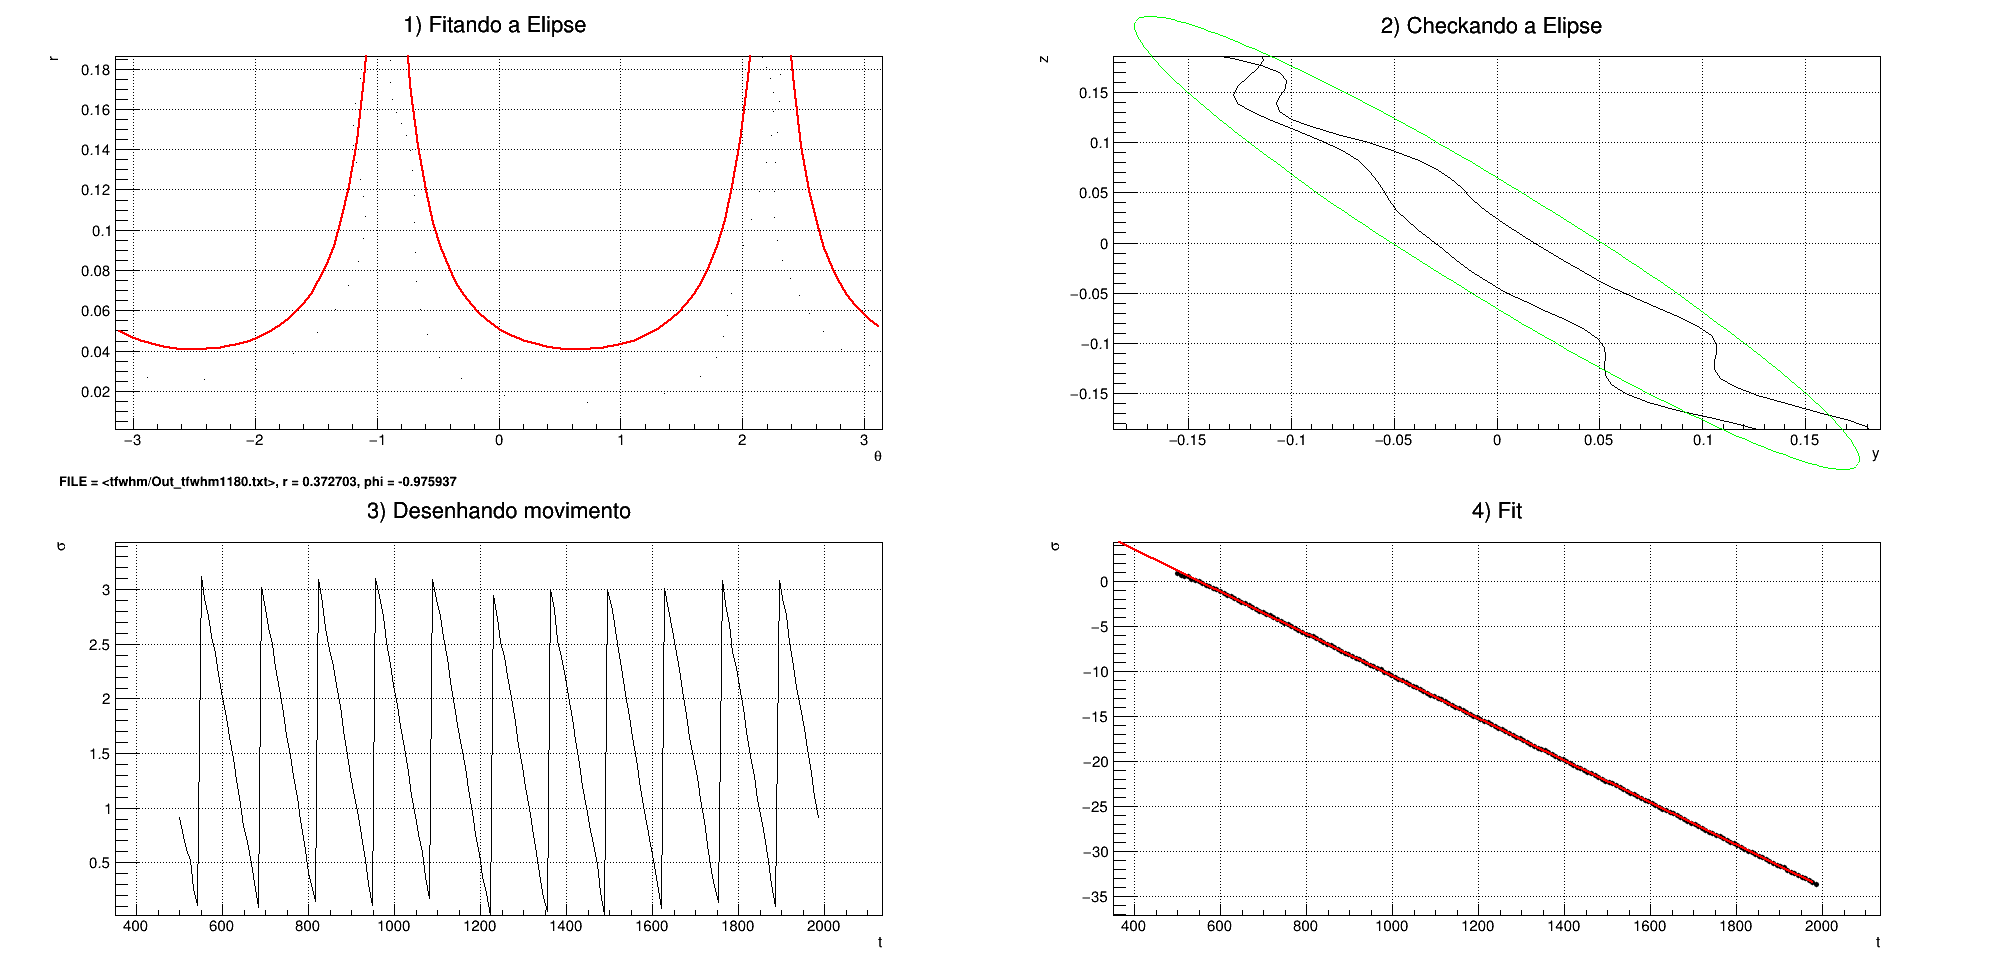 1) Fitando a Elipse
r
0.18
0.16
0.14
0.12
0.1
0.08
0.06
0.04
0.02
−3 −2 −1 0 1 2 3
θ
2) Checkando a Elipse
z
0.15
0.1
0.05
0
−0.05
−0.1
−0.15
−0.15 −0.1 −0.05 0 0.05 0.1 0.15
y
FILE = <tfwhm/Out_tfwhm1180.txt>, r = 0.372703, phi = -0.975937
3) Desenhando movimento
σ
3
2.5
2
1.5
1
0.5
400 600 800 1000 1200 1400 1600 1800 2000
t
4) Fit
σ
0
−5
−10
−15
−20
−25
−30
−35
400 600 800 1000 1200 1400 1600 1800 2000
t